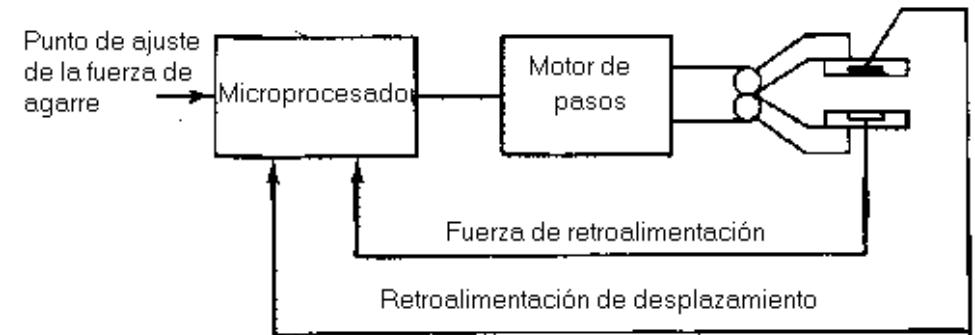 Punto de ajuste
de la fuerza de
agarre
Microprocesador
Motor de
pasos
Fuerza de retroalimentación
Retroalimentación de desplazamiento